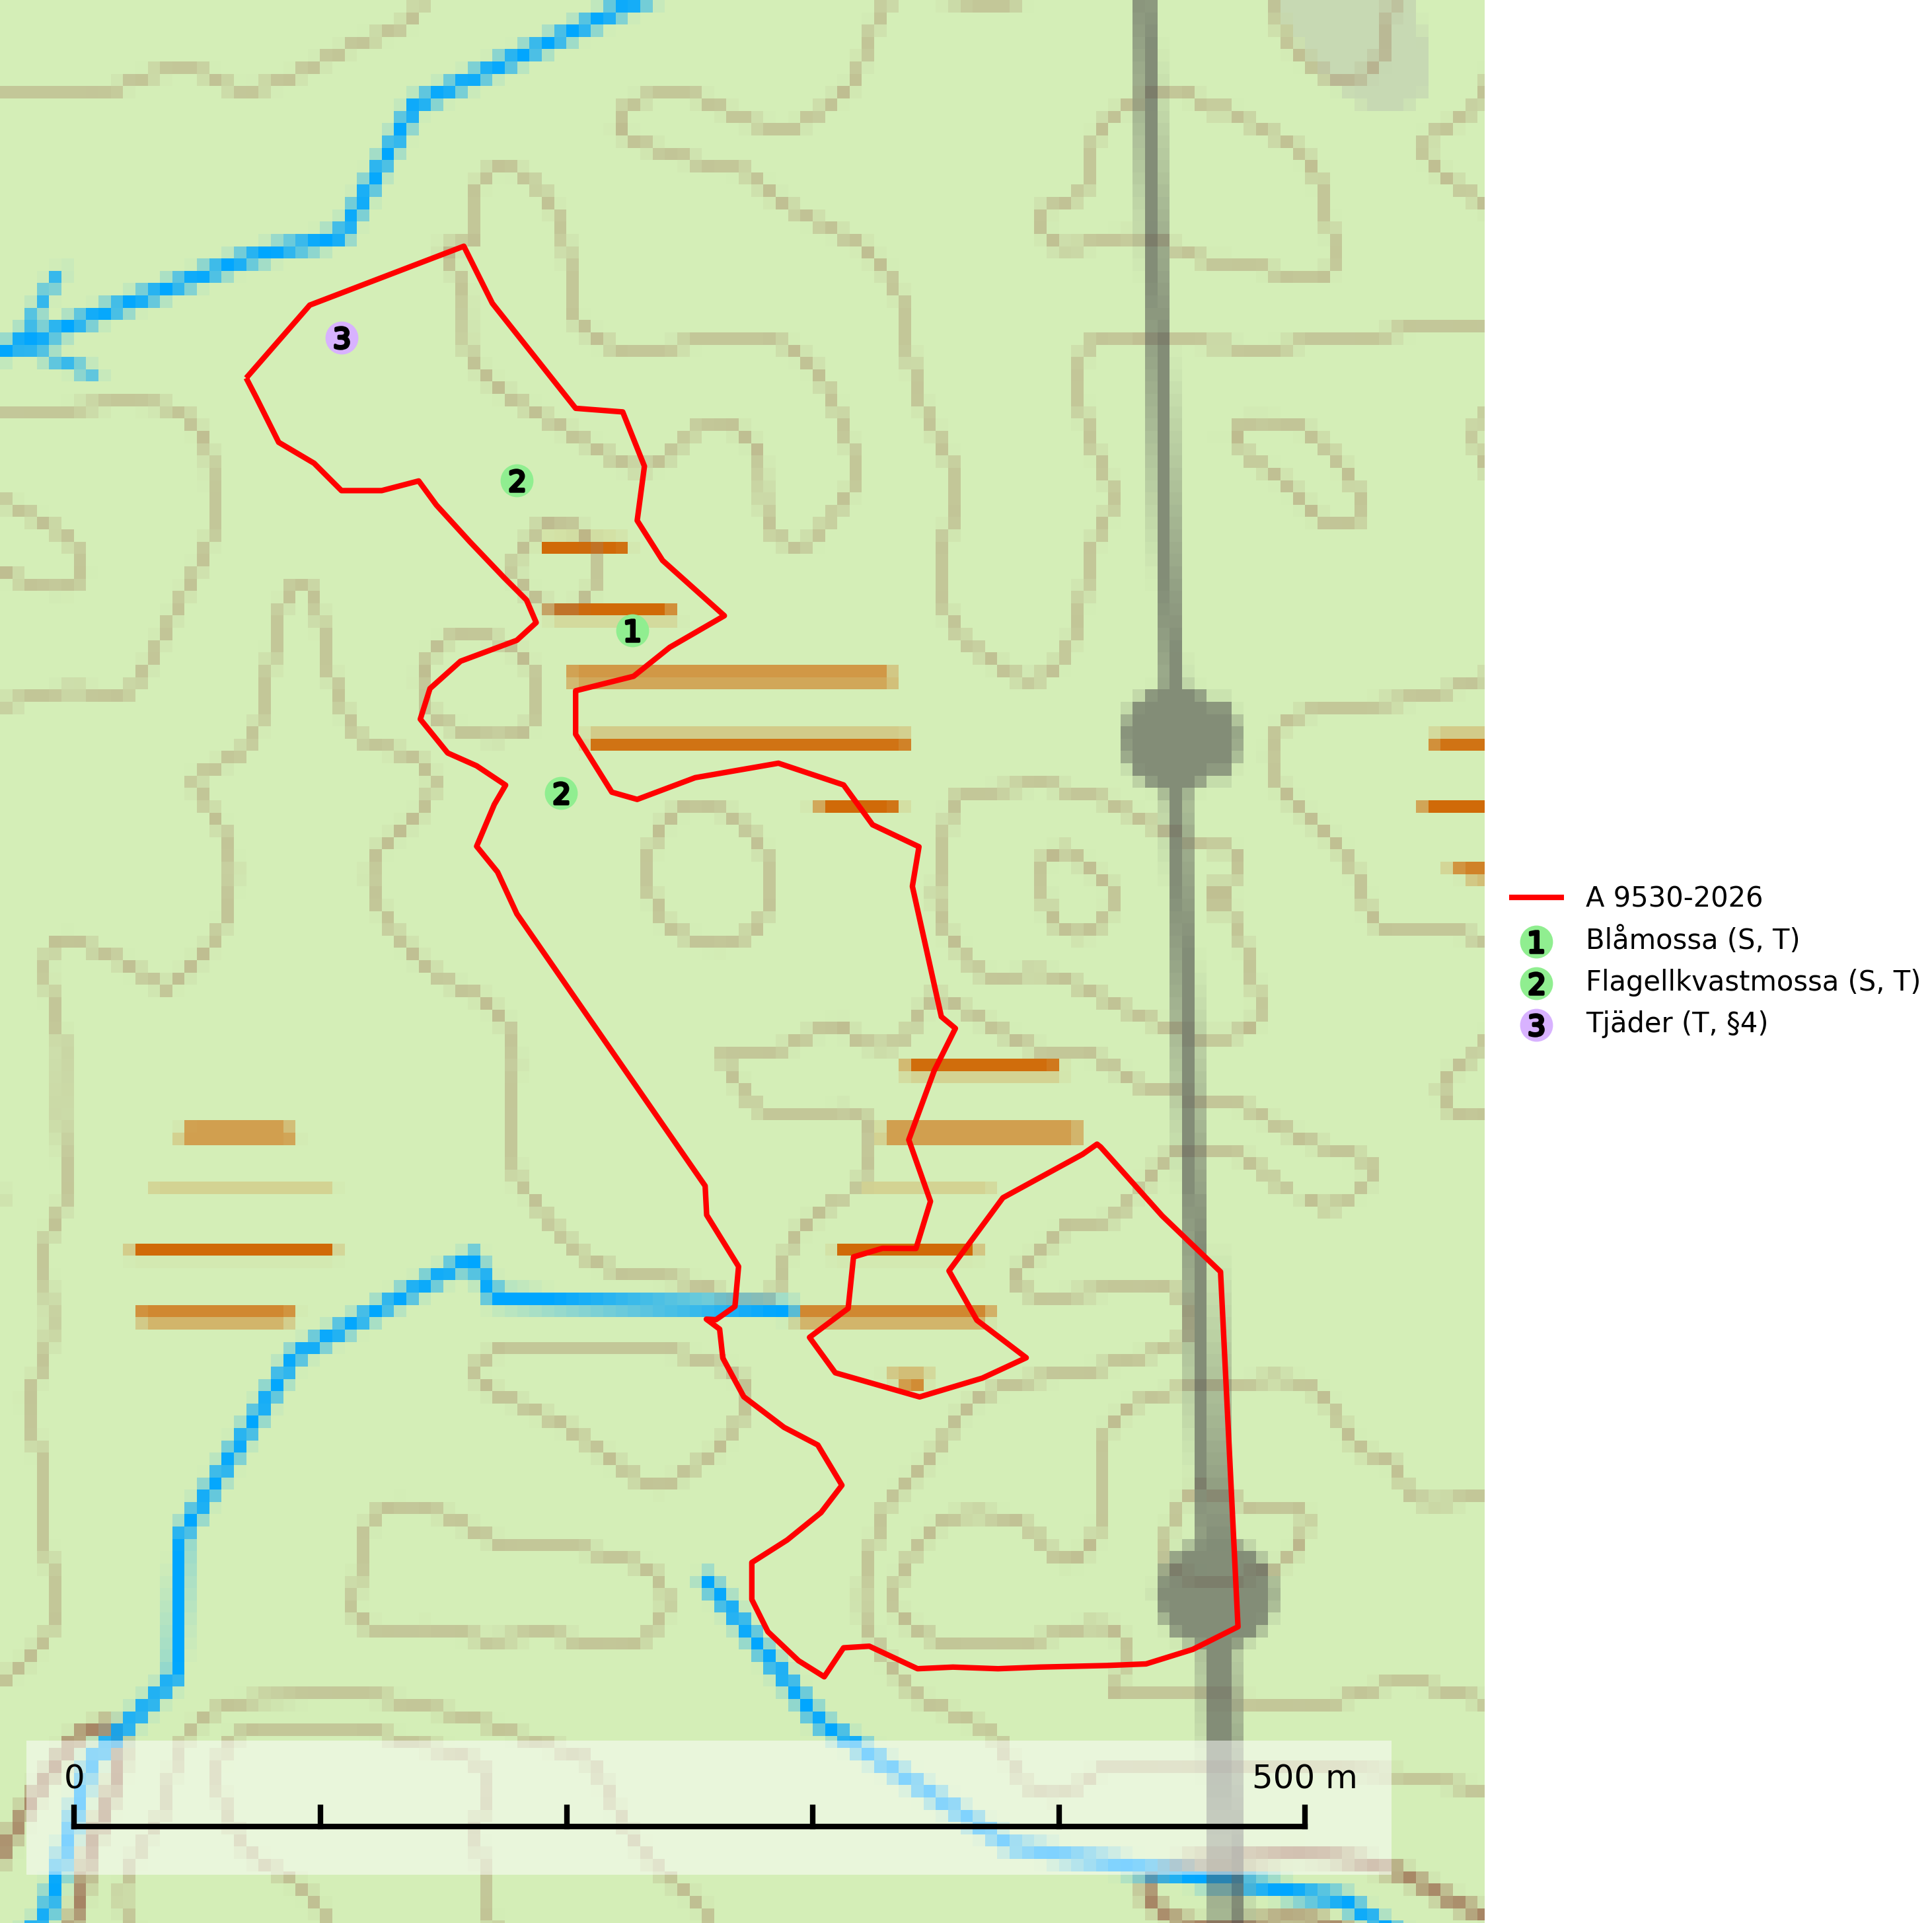 3
2
1
2
A 9530-2026
1 Blåmossa (S, T)
2 Flagellkvastmossa (S, T)
3 Tjäder (T, §4)
0 500 m